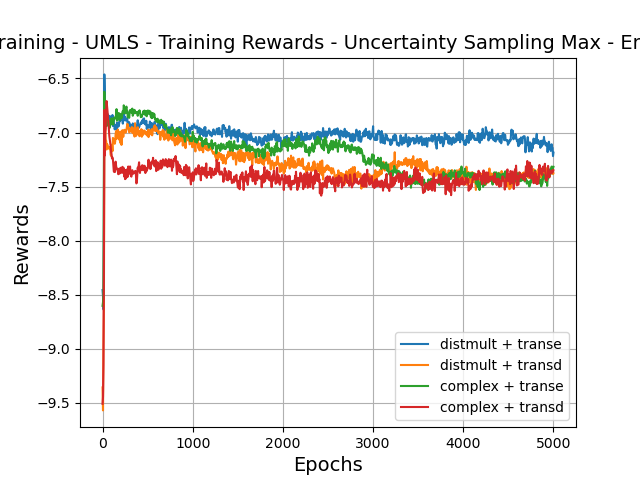 raining - UMLS - Training Rewards - Uncertainty Sampling Max - En
Rewards
−6.5
−7.0
−7.5
−8.0
−8.5
−9.0
−9.5
distmult + transe
distmult + transd
complex + transe
complex + transd
0 1000 2000 3000 4000 5000
Epochs